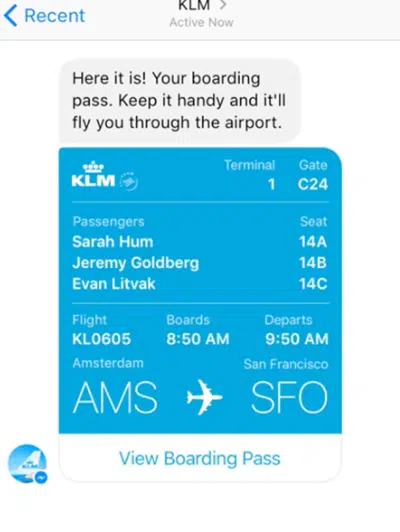 Recent
KLM
Active Now
Here it is! Your boarding
pass. Keep it handy and it'll
fly you through the airport.
KLM
Terminal Gate
1 C24
Passengers Seat
Sarah Hum 14A
Jeremy Goldberg 14B
Evan Litvak 14C
Flight Boards Departs
KL0605 8:50 AM 9:50 AM
Amsterdam San Francisco
AMS SFO
View Boarding Pass